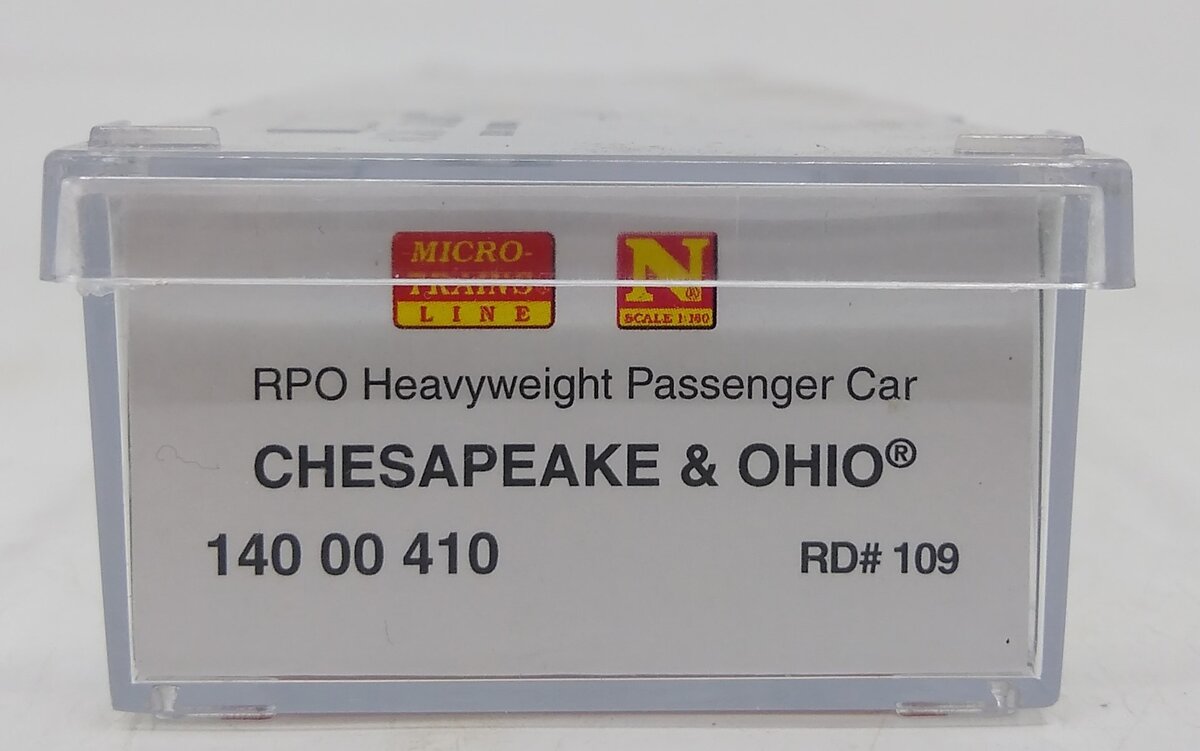 MICRO-
TRAINS®
LINE
N®
SCALE 1:160
RPO Heavyweight Passenger Car
CHESAPEAKE & OHIO®
140 00 410
RD# 109